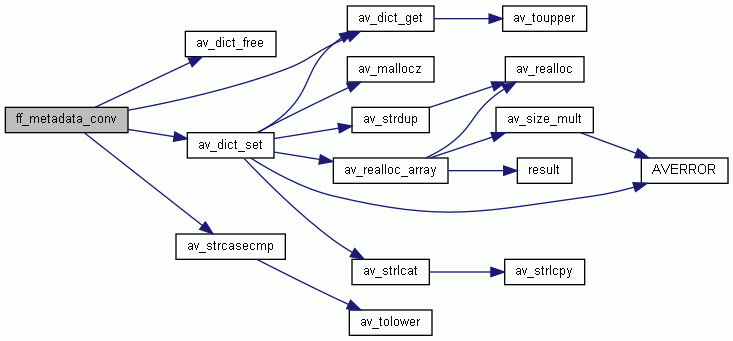 av_dict_get
av_toupper
av_dict_free
av_mallocz
av_realloc
ff_metadata_conv
av_strdup
av_size_mult
av_dict_set
av_realloc_array
result
AVERROR
av_strcasecmp
av_strlcat
av_strlcpy
av_tolower